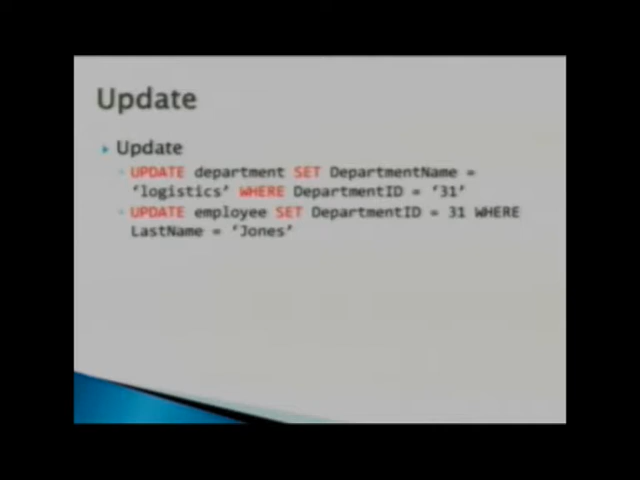 Update
Update
UPDATE department SET DepartmentName =
‘logistics’ WHERE DepartmentID = ‘31’
UPDATE employee SET DepartmentID = 31 WHERE
LastName = ‘Jones’